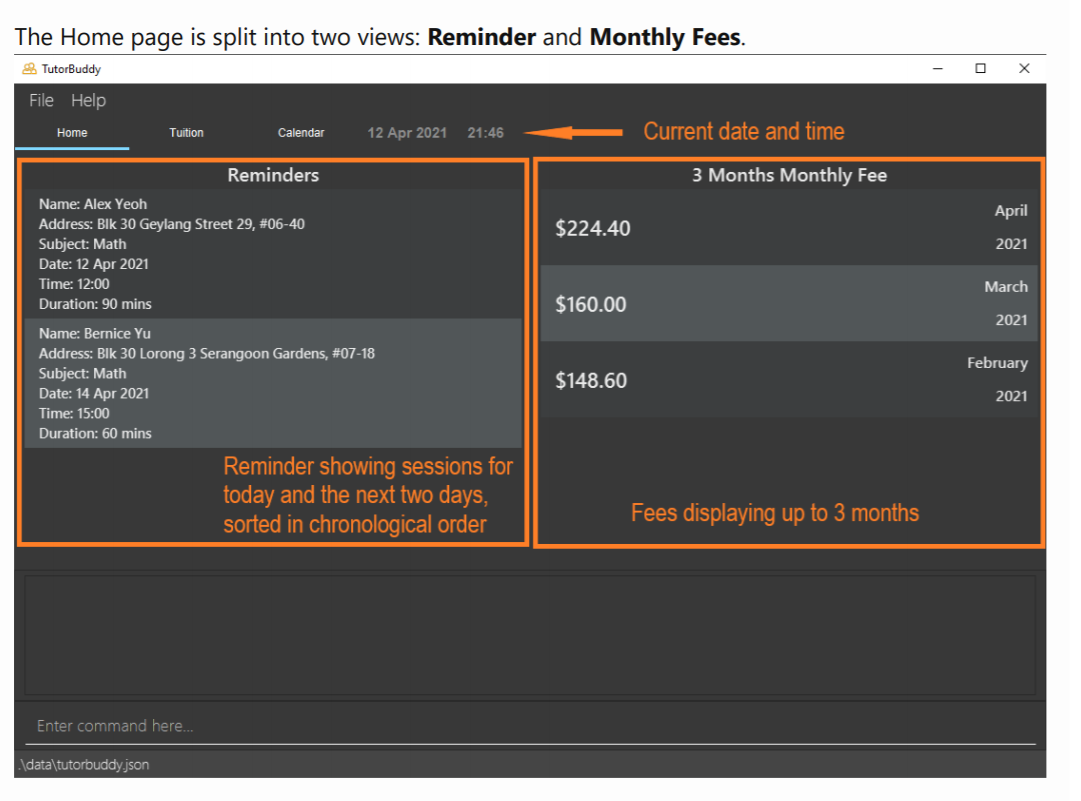 The Home page is split into two views: Reminder and Monthly Fees.
TutorBuddy
File Help
Home Tuition Calendar 12 Apr 2021 21:46
Current date and time
Reminders
Name: Alex Yeoh
Address: Blk 30 Geylang Street 29, #06-40
Subject: Math
Date: 12 Apr 2021
Time: 12:00
Duration: 90 mins
Name: Bernice Yu
Address: Blk 30 Lorong 3 Serangoon Gardens, #07-18
Subject: Math
Date: 14 Apr 2021
Time: 15:00
Duration: 60 mins
Reminder showing sessions for
today and the next two days,
sorted in chronological order
3 Months Monthly Fee
$224.40
April
2021
$160.00
March
2021
$148.60
February
2021
Fees displaying up to 3 months
Enter command here...
.\data\tutorbuddy.json